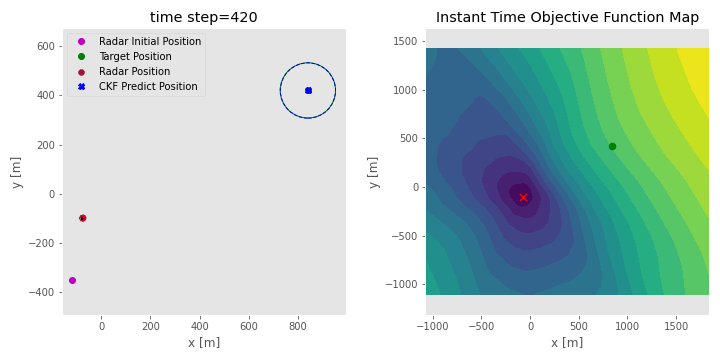 time step=420
Radar Initial Position
Target Position
Radar Position
CKF Predict Position
y [m]
600
400
200
0
−200
−400
0
200
400
600
800
x [m]
Instant Time Objective Function Map
y [m]
1500
1000
500
0
−500
−1000
−1000
−500
0
500
1000
1500
x [m]